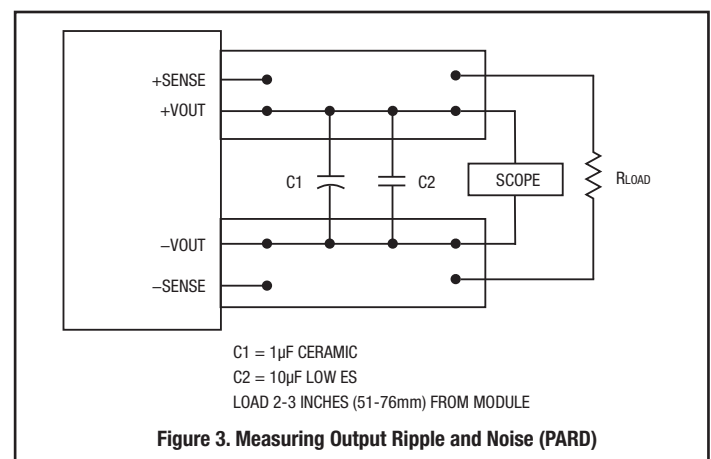 +SENSE
+VOUT
C1
C2
SCOPE
RLOAD
−VOUT
−SENSE
C1 = 1µF CERAMIC
C2 = 10µF LOW ES
LOAD 2-3 INCHES (51-76mm) FROM MODULE
Figure 3. Measuring Output Ripple and Noise (PARD)